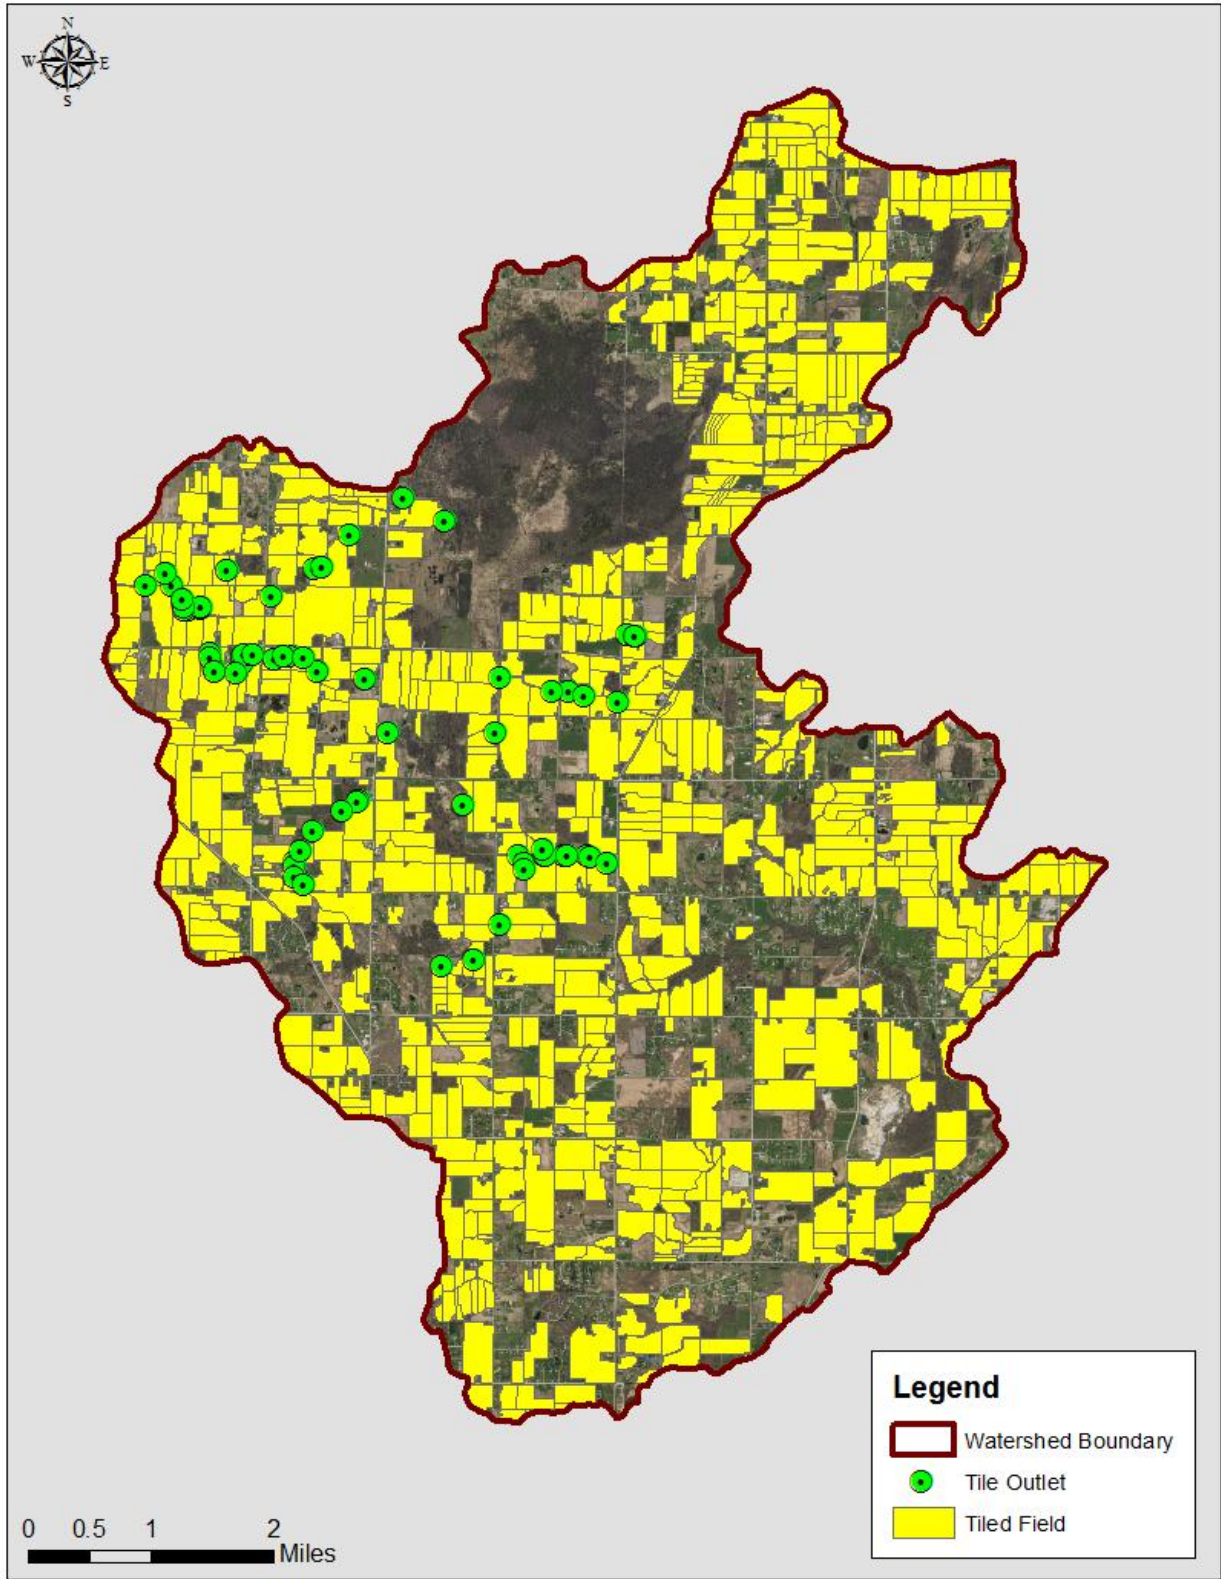 N
W E
S
Legend
Watershed Boundary
Tile Outlet
Tiled Field
0 0.5 1 2
Miles